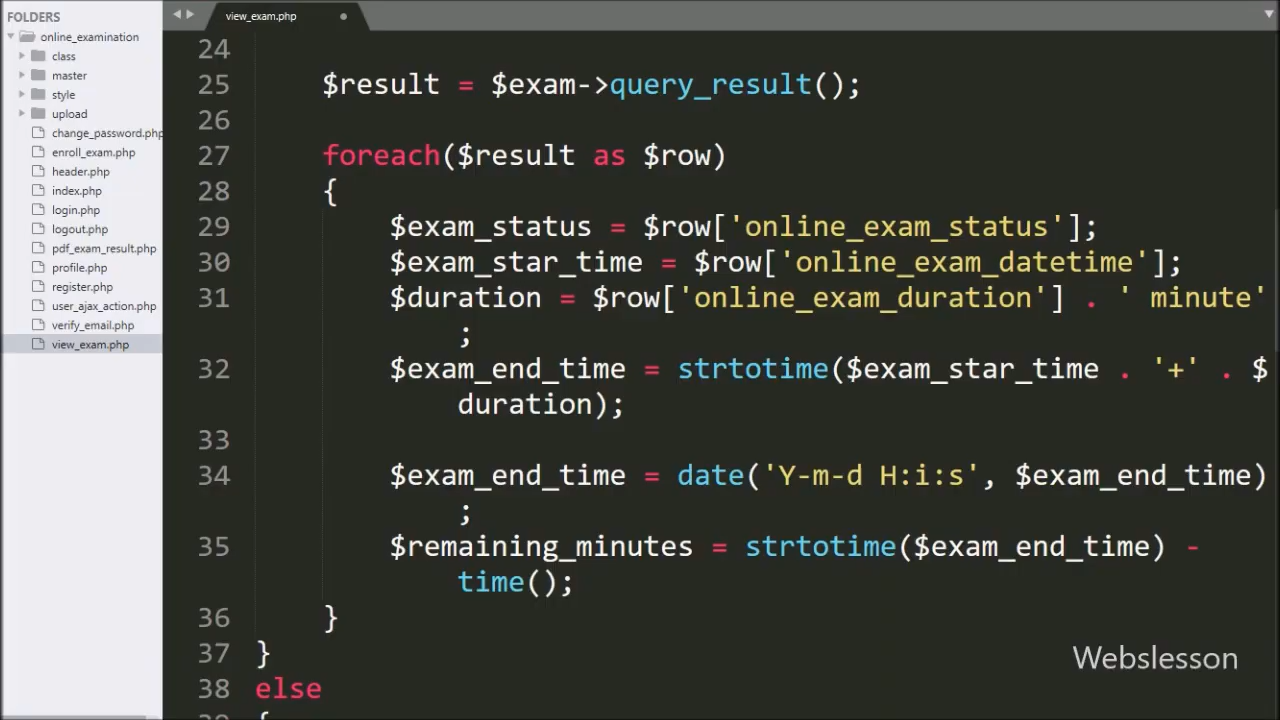 FOLDERS
online_examination
class
master
style
upload
change_password.php
enroll_exam.php
header.php
index.php
login.php
logout.php
pdf_exam_result.php
profile.php
register.php
user_ajax_action.php
verify_email.php
view_exam.php
view_exam.php
24
25 $result = $exam->query_result();
26
27 foreach($result as $row)
28 {
29 $exam_status = $row['online_exam_status'];
30 $exam_star_time = $row['online_exam_datetime'];
31 $duration = $row['online_exam_duration'] . ' minute'
;
32 $exam_end_time = strtotime($exam_star_time . '+' . $
duration);
33
34 $exam_end_time = date('Y-m-d H:i:s', $exam_end_time)
;
35 $remaining_minutes = strtotime($exam_end_time) -
time();
36 }
37 }
38 else
{
Webslesson